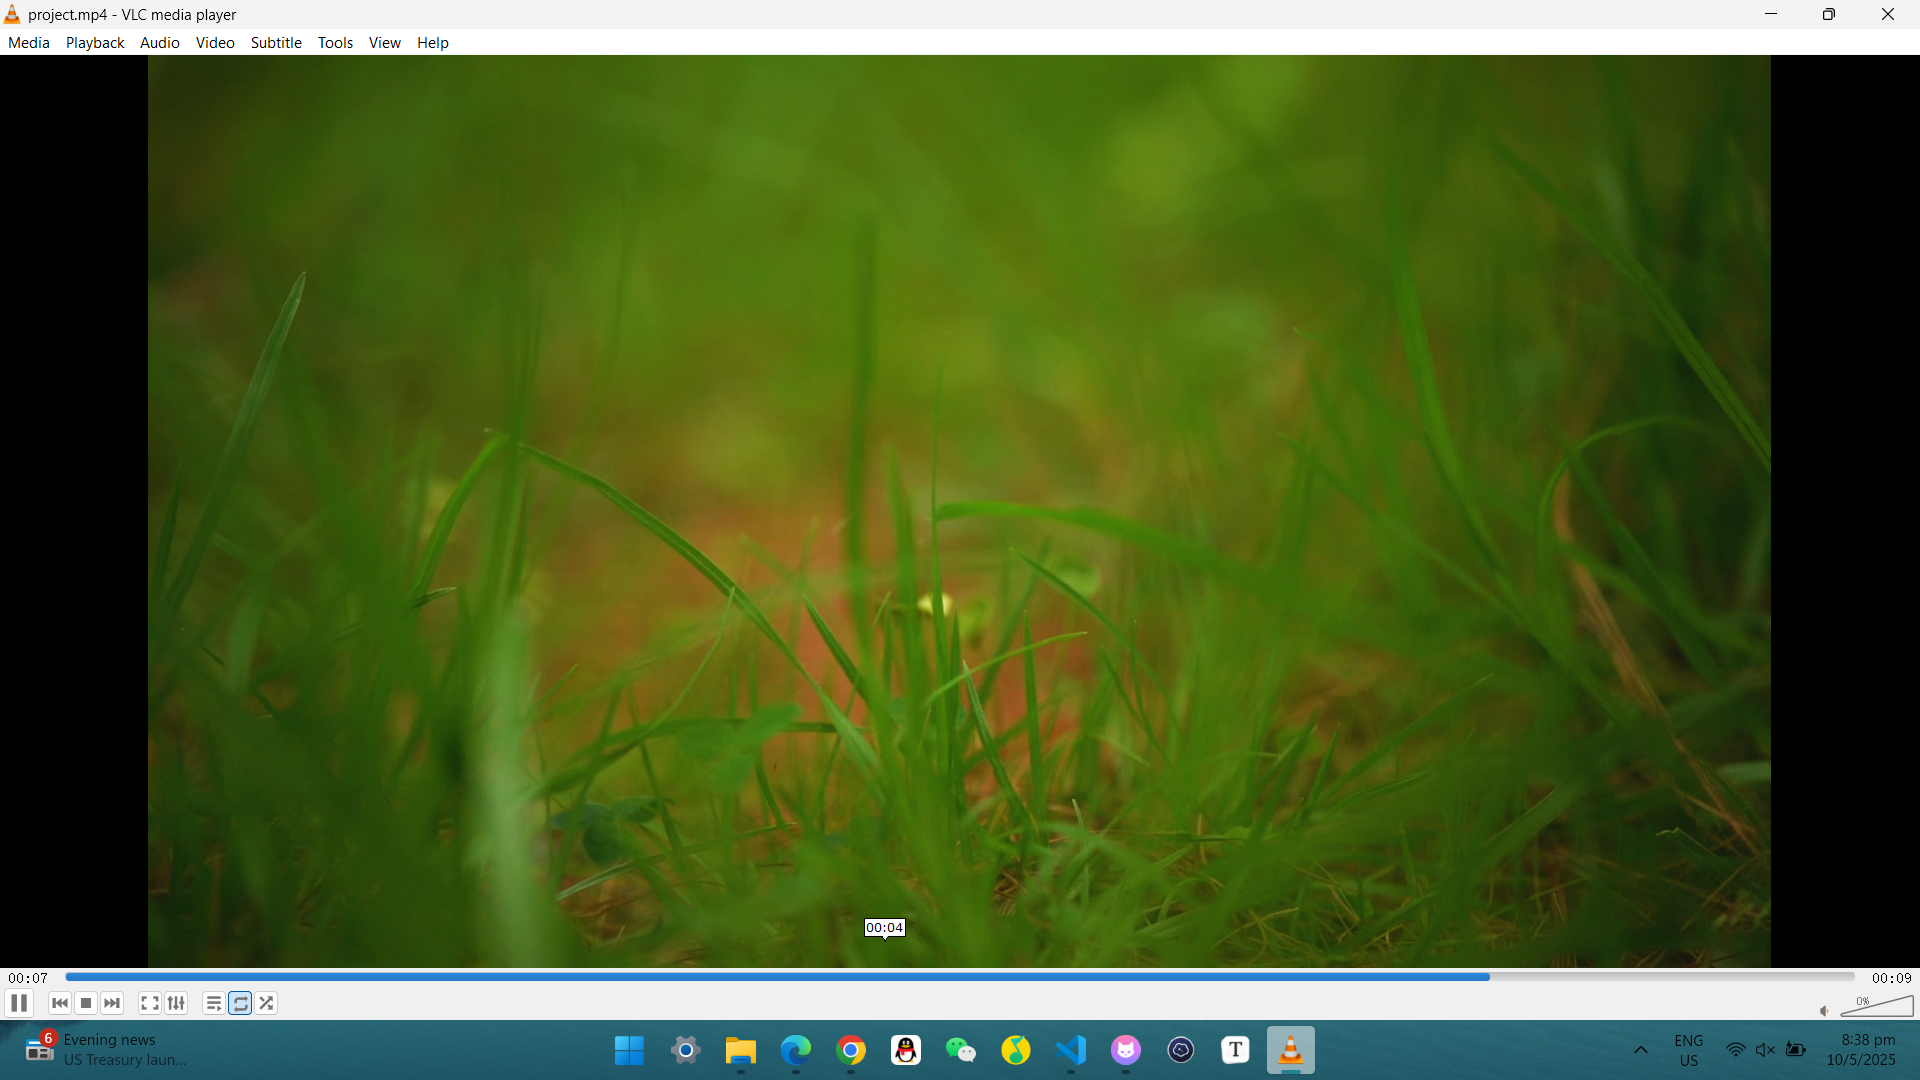 project.mp4 - VLC media player
Media Playback Audio Video Subtitle Tools View Help
00:04
00:07
00:09
0%
6
Evening news
US Treasury laun...
T
ENG
US
8:38 pm
10/5/2025